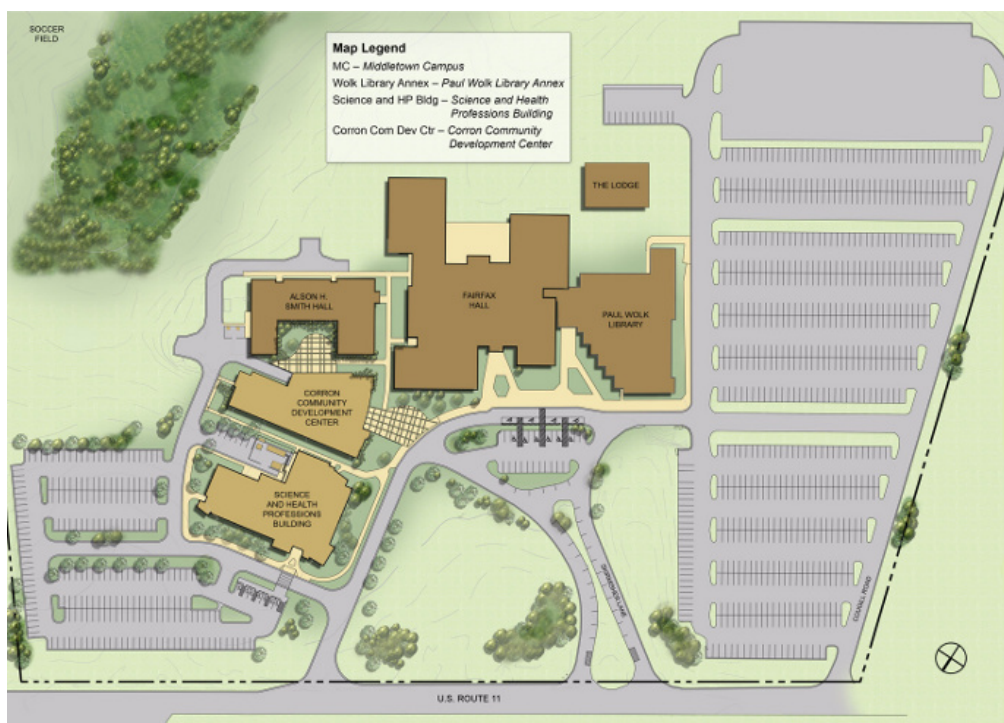 SOCCER
FIELD
Map Legend
MC – Middletown Campus
Wolk Library Annex – Paul Wolk Library Annex
Science and HP Bldg – Science and Health
Professions Building
Corron Com Dev Ctr – Corron Community
Development Center
THE LODGE
ALSON H.
SMITH HALL
FAIRFAX
HALL
PAUL WOLK
LIBRARY
CORRON
COMMUNITY
DEVELOPMENT
CENTER
SCIENCE
AND HEALTH
PROFESSIONS
BUILDING
LANE
ROAD
U.S. ROUTE 11